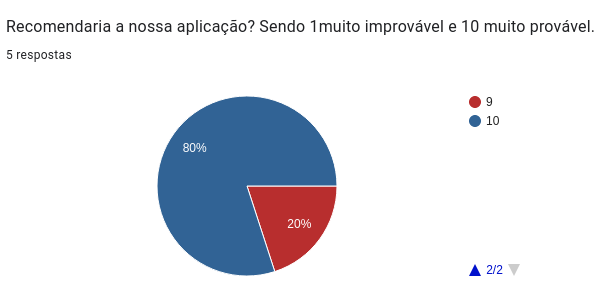 Recomendaria a nossa aplicação? Sendo 1muito improvável e 10 muito provável.
5 respostas
9
10
80%
20%
2/2